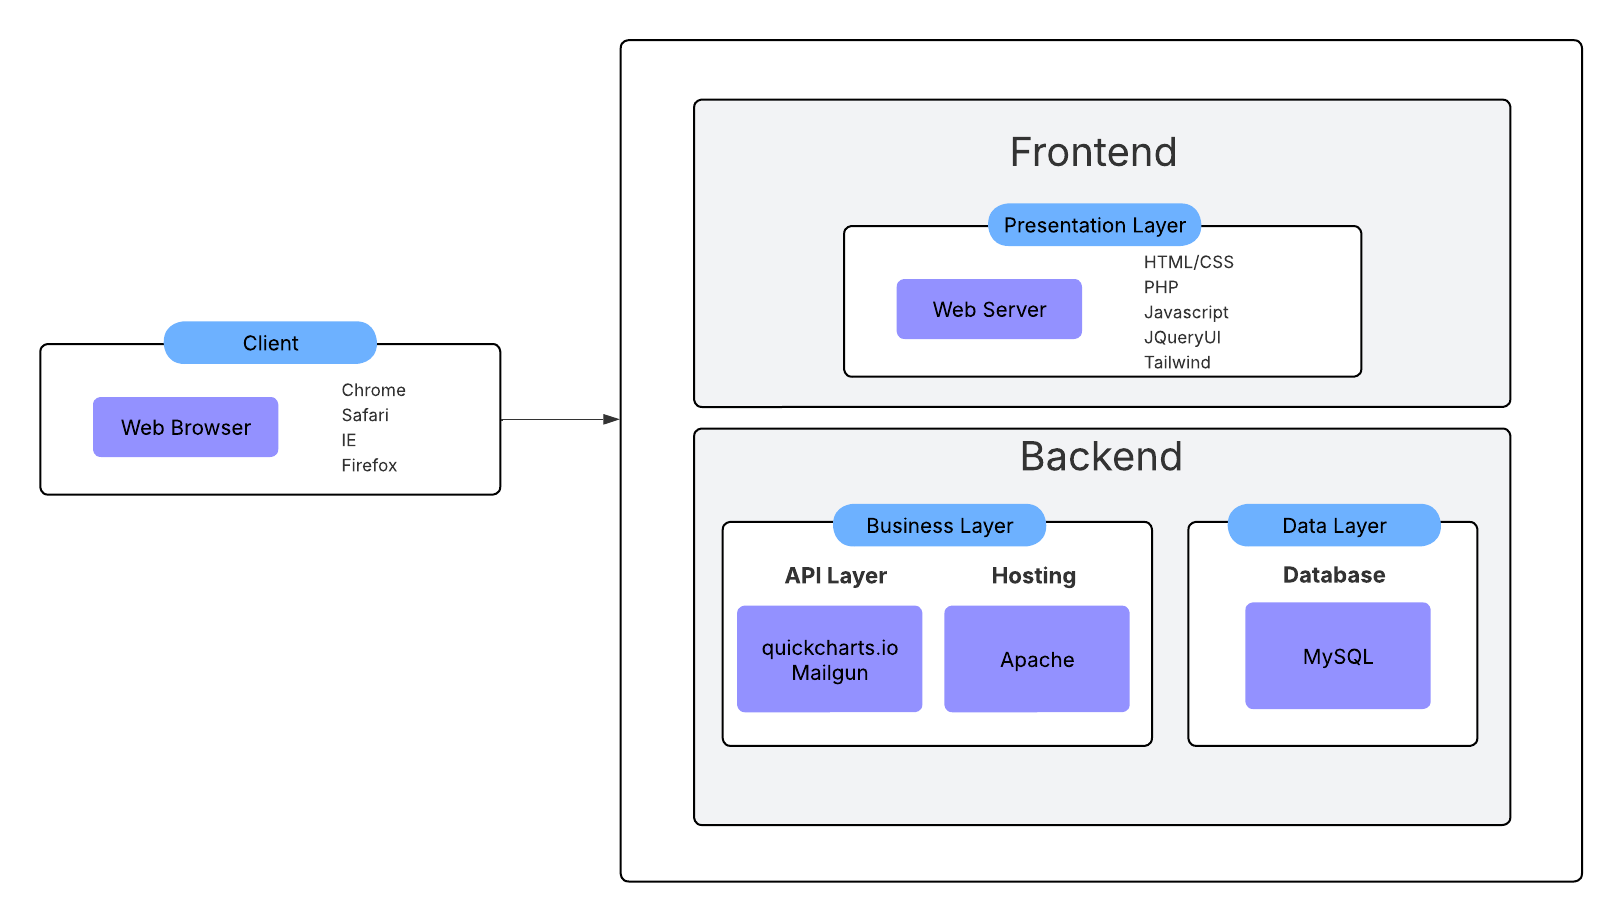 Client
Web Browser
Chrome
Safari
IE
Firefox
Frontend
Presentation Layer
Web Server
HTML/CSS
PHP
Javascript
JQueryUI
Tailwind
Backend
Business Layer
API Layer
quickcharts.io
Mailgun
Hosting
Apache
Data Layer
Database
MySQL